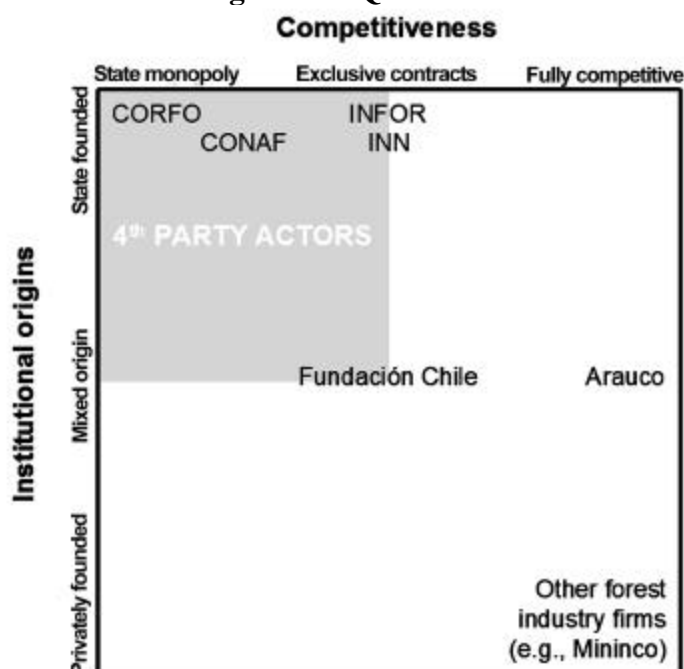 Competitiveness
State monopoly Exclusive contracts Fully competitive
Institutional origins
State founded
Mixed origin
Privately founded
CORFO INFOR
CONAF INN
4th PARTY ACTORS
Fundación Chile Arauco
Other forest
industry firms
(e.g., Mininco)